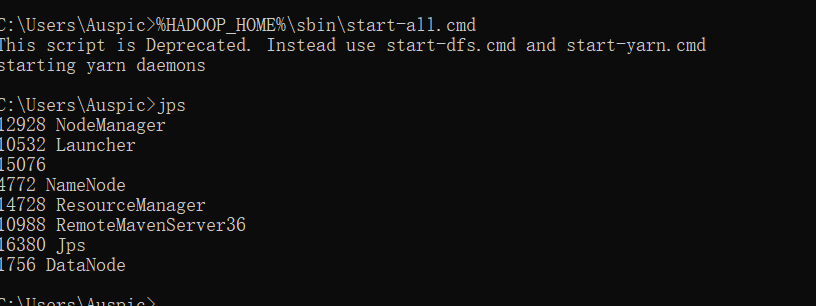 C:\Users\Auspic>%HADOOP_HOME%\sbin\start-all.cmd
This script is Deprecated. Instead use start-dfs.cmd and start-yarn.cmd
starting yarn daemons
C:\Users\Auspic>jps
12928 NodeManager
10532 Launcher
15076
4772 NameNode
14728 ResourceManager
10988 RemoteMavenServer36
16380 Jps
1756 DataNode
C:\Users\Auspic>